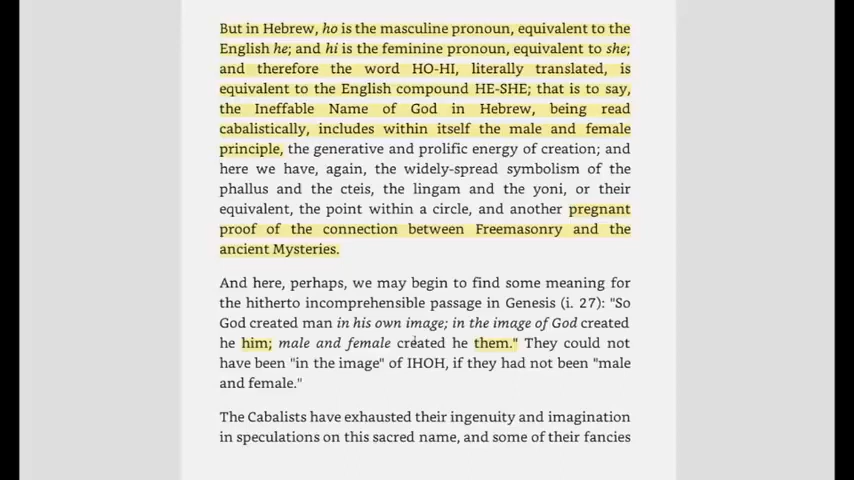 But in Hebrew, ho is the masculine pronoun, equivalent to the
English he; and hi is the feminine pronoun, equivalent to she;
and therefore the word HO-HI, literally translated, is
equivalent to the English compound HE-SHE; that is to say,
the Ineffable Name of God in Hebrew, being read
cabalistically, includes within itself the male and female
principle, the generative and prolific energy of creation; and
here we have, again, the widely-spread symbolism of the
phallus and the cteis, the lingam and the yoni, or their
equivalent, the point within a circle, and another pregnant
proof of the connection between Freemasonry and the
ancient Mysteries.
And here, perhaps, we may begin to find some meaning for
the hitherto incomprehensible passage in Genesis (i. 27): "So
God created man in his own image; in the image of God created
he him; male and female created he them." They could not
have been "in the image" of IHOH, if they had not been "male
and female."
The Cabalists have exhausted their ingenuity and imagination
in speculations on this sacred name, and some of their fancies